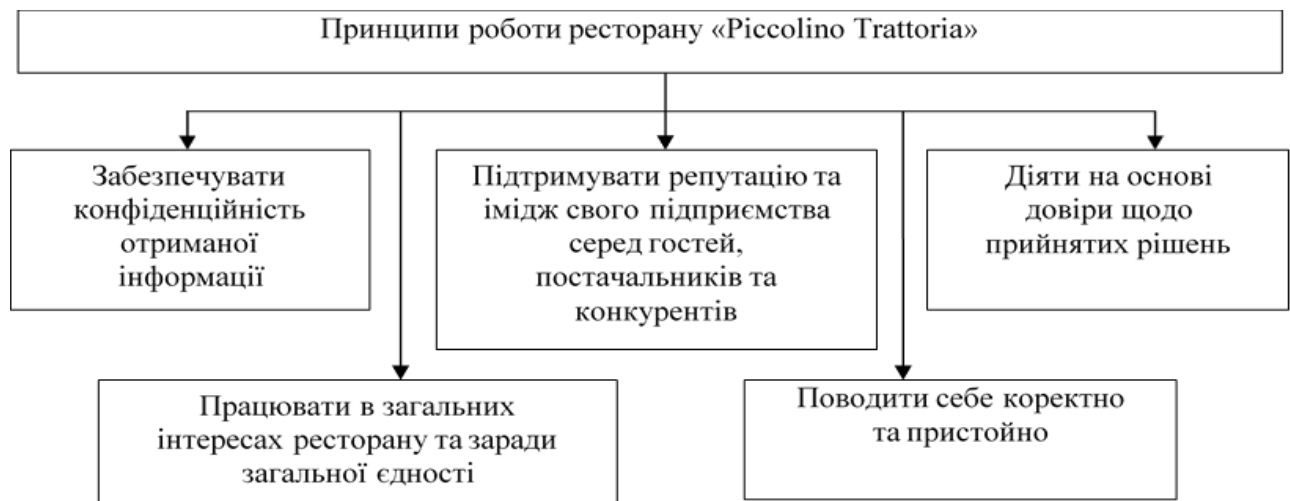 Принципи роботи ресторану «Piccolino Trattoria»
Забезпечувати
конфіденційність
отриманої
інформації
Підтримувати репутацію та
імідж свого підприємства
серед гостей,
постачальників та
конкурентів
Діяти на основі
довіри щодо
прийнятих рішень
Працювати в загальних
інтересах ресторану та заради
загальної єдності
Поводити себе коректно
та пристойно